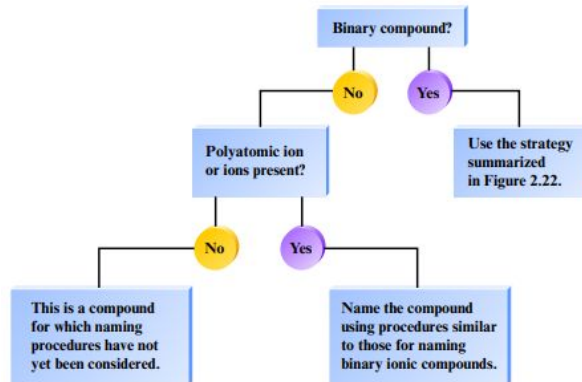 Binary compound?
No
Yes
Polyatomic ion
or ions present?
Use the strategy
summarized
in Figure 2.22.
No
Yes
This is a compound
for which naming
procedures have not
yet been considered.
Name the compound
using procedures similar
to those for naming
binary ionic compounds.